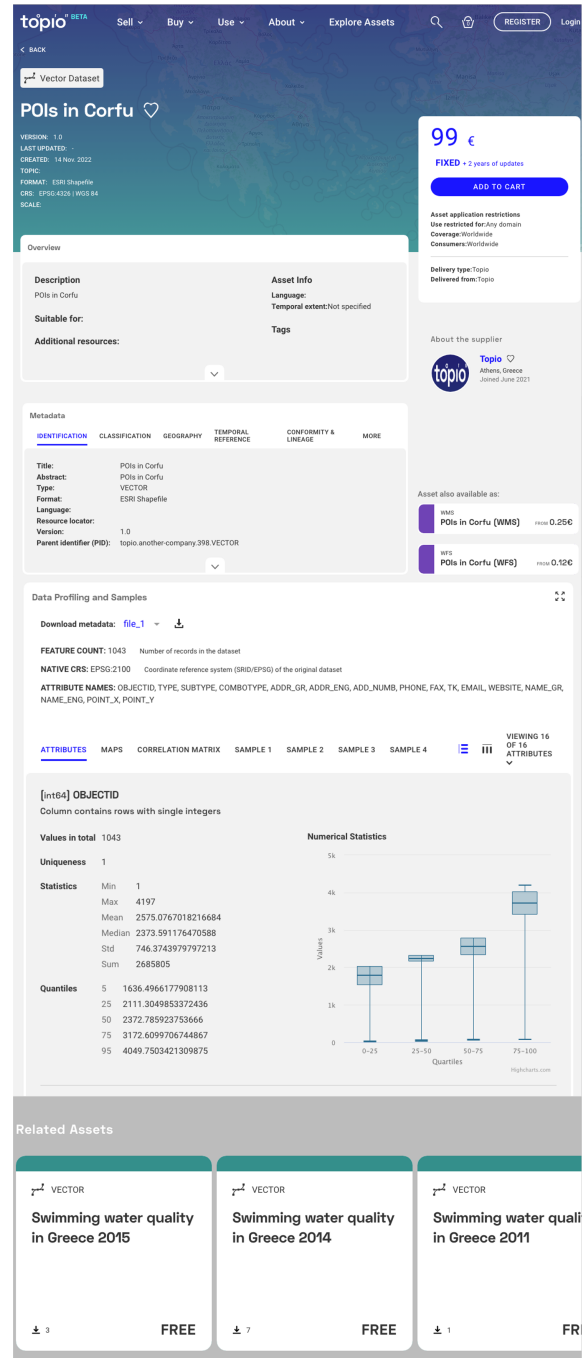 topio BETA
Sell
Buy
Use
About
Explore Assets
REGISTER
Login
BACK
Vector Dataset
POIs in Corfu
VERSION: 1.0
LAST UPDATED: -
CREATED: 14 Nov. 2022
TOPIC:
FORMAT: ESRI Shapefile
CRS: EPSG:4326 | WGS 84
SCALE:
99 €
FIXED + 2 years of updates
ADD TO CART
Asset application restrictions
Use restricted for:Any domain
Coverage:Worldwide
Consumers:Worldwide
Delivery type:Topio
Delivered from:Topio
Overview
Description
POIs in Corfu
Suitable for:
Additional resources:
Asset Info
Language:
Temporal extent:Not specified
Tags
About the supplier
topio
Topio
Athens, Greece
Joined June 2021
Metadata
IDENTIFICATION
CLASSIFICATION
GEOGRAPHY
TEMPORAL REFERENCE
CONFORMITY & LINEAGE
MORE
Title: POIs in Corfu
Abstract: POIs in Corfu
Type: VECTOR
Format: ESRI Shapefile
Language:
Resource locator:
Version: 1.0
Parent identifier (PID): topio.another-company.398.VECTOR
Asset also available as:
WMS
POIs in Corfu (WMS) FROM 0.25€
WFS
POIs in Corfu (WFS) FROM 0.12€
Data Profiling and Samples
Download metadata: file_1
FEATURE COUNT: 1043 Number of records in the dataset
NATIVE CRS: EPSG:2100 Coordinate reference system (SRID/EPSG) of the original dataset
ATTRIBUTE NAMES: OBJECTID, TYPE, SUBTYPE, COMBOTYPE, ADDR_GR, ADDR_ENG, ADD_NUMB, PHONE, FAX, TK, EMAIL, WEBSITE, NAME_GR,
NAME_ENG, POINT_X, POINT_Y
ATTRIBUTES
MAPS
CORRELATION MATRIX
SAMPLE 1
SAMPLE 2
SAMPLE 3
SAMPLE 4
VIEWING 16
OF 16
ATTRIBUTES
[int64] OBJECTID
Column contains rows with single integers
Values in total 1043
Uniqueness 1
Statistics Min 1
Max 4197
Mean 2575.0767018216684
Median 2373.591176470588
Std 746.3743979797213
Sum 2685805
Quantiles 5 1636.4966177908113
25 2111.3049853372436
50 2372.785923753666
75 3172.6099706744867
95 4049.7503421309875
Numerical Statistics
5k
4k
3k
2k
1k
0
Values
0-25
25-50
50-75
75-100
Quartiles
Highcharts.com
Related Assets
VECTOR
Swimming water quality
in Greece 2015
3
FREE
VECTOR
Swimming water quality
in Greece 2014
7
FREE
VECTOR
Swimming water quali
in Greece 2011
1
FR